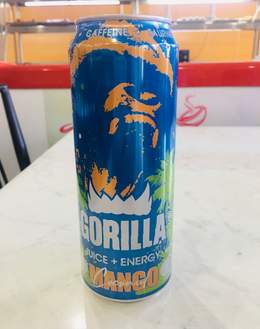 CAFFEINE
GORILLA
JUICE + ENERGY
MANGO